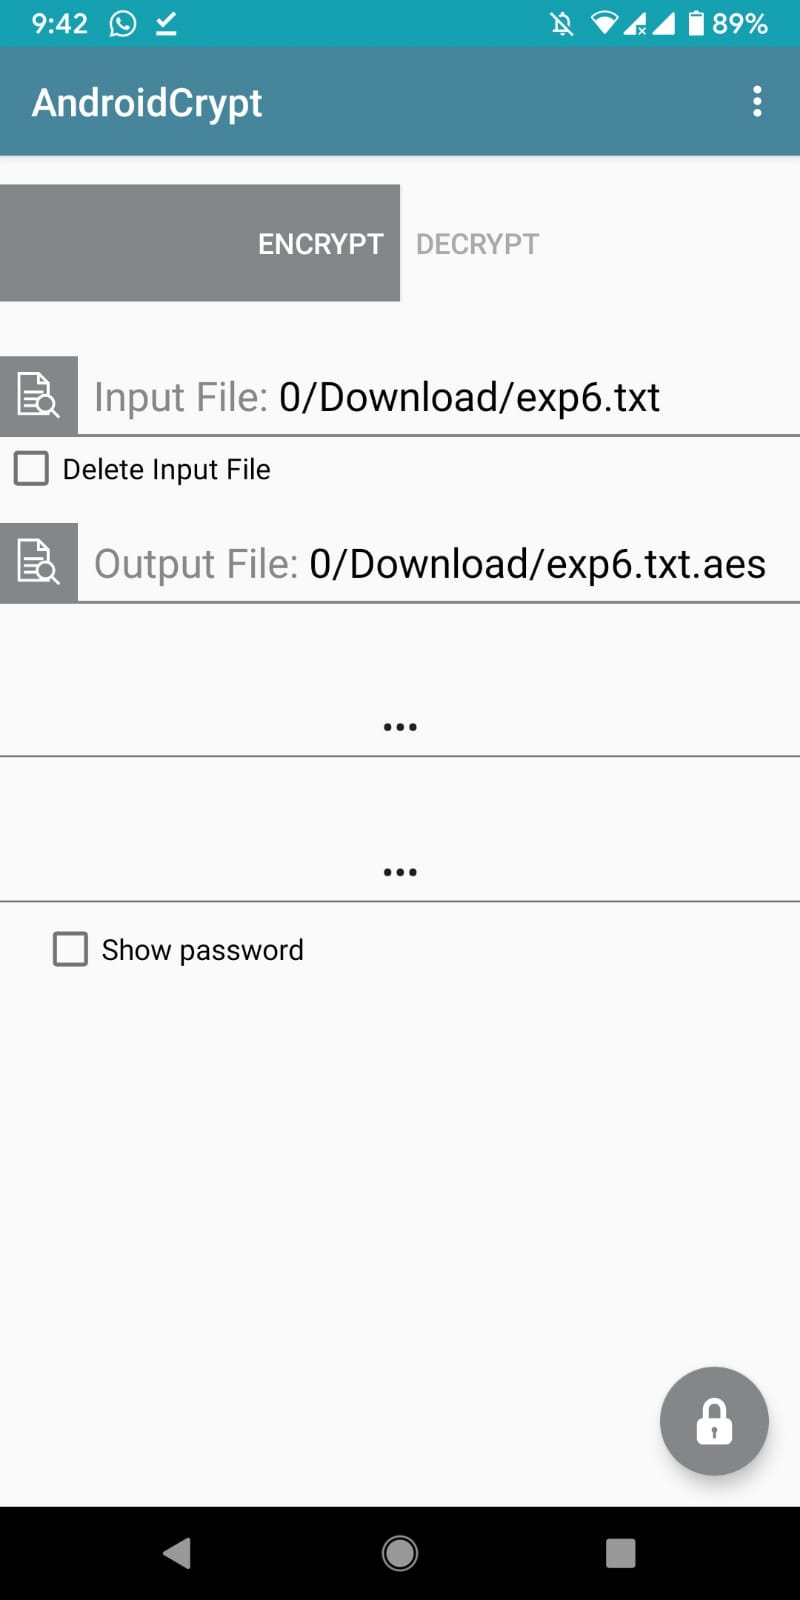 9:42 89%
AndroidCrypt
ENCRYPT DECRYPT
Input File: 0/Download/exp6.txt
Delete Input File
Output File: 0/Download/exp6.txt.aes
•••
•••
Show password